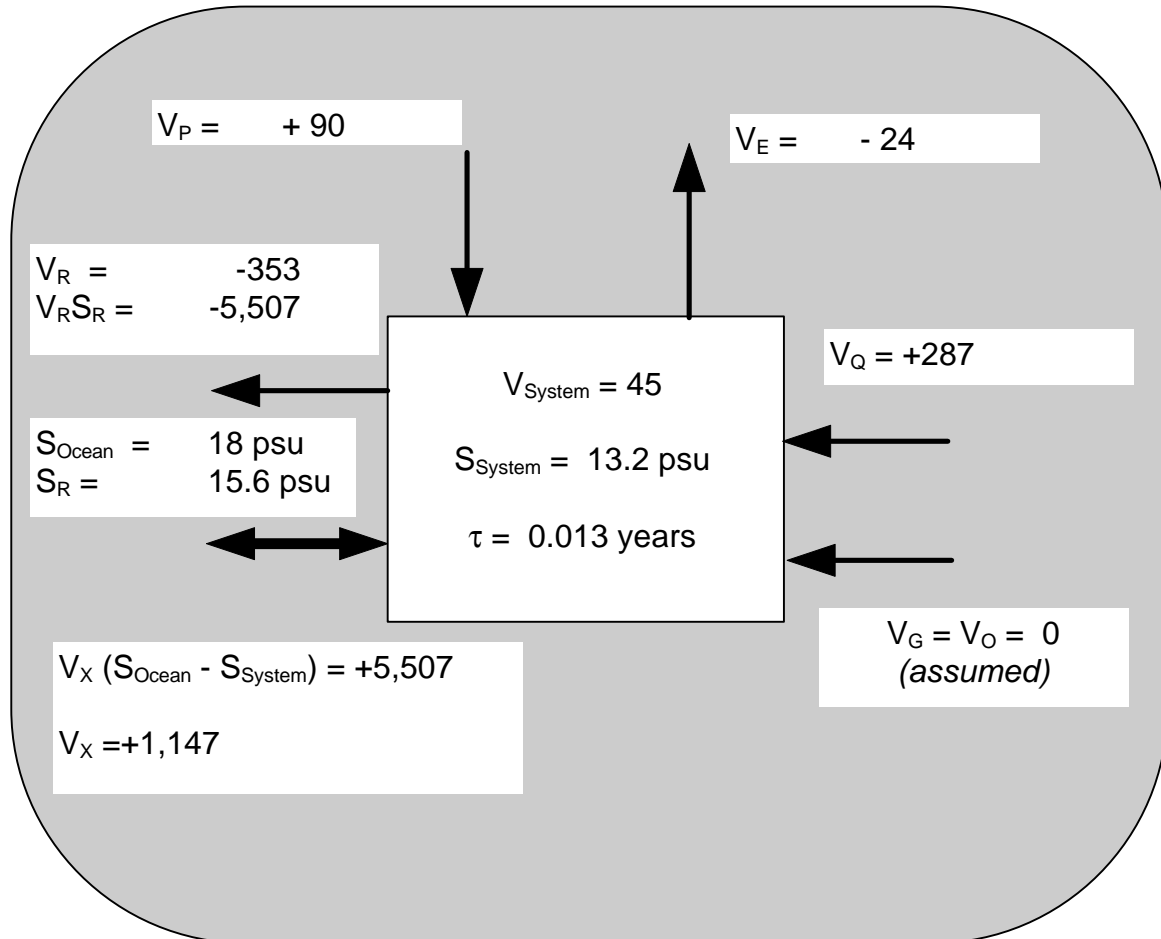 V_P = + 90
V_E = - 24
V_R = -353
V_RS_R = -5,507
V_Q = +287
V_System = 45
S_Ocean = 18 psu
S_R = 15.6 psu
S_System = 13.2 psu
τ = 0.013 years
V_G = V_O = 0
(assumed)
V_X (S_Ocean - S_System) = +5,507
V_X =+1,147